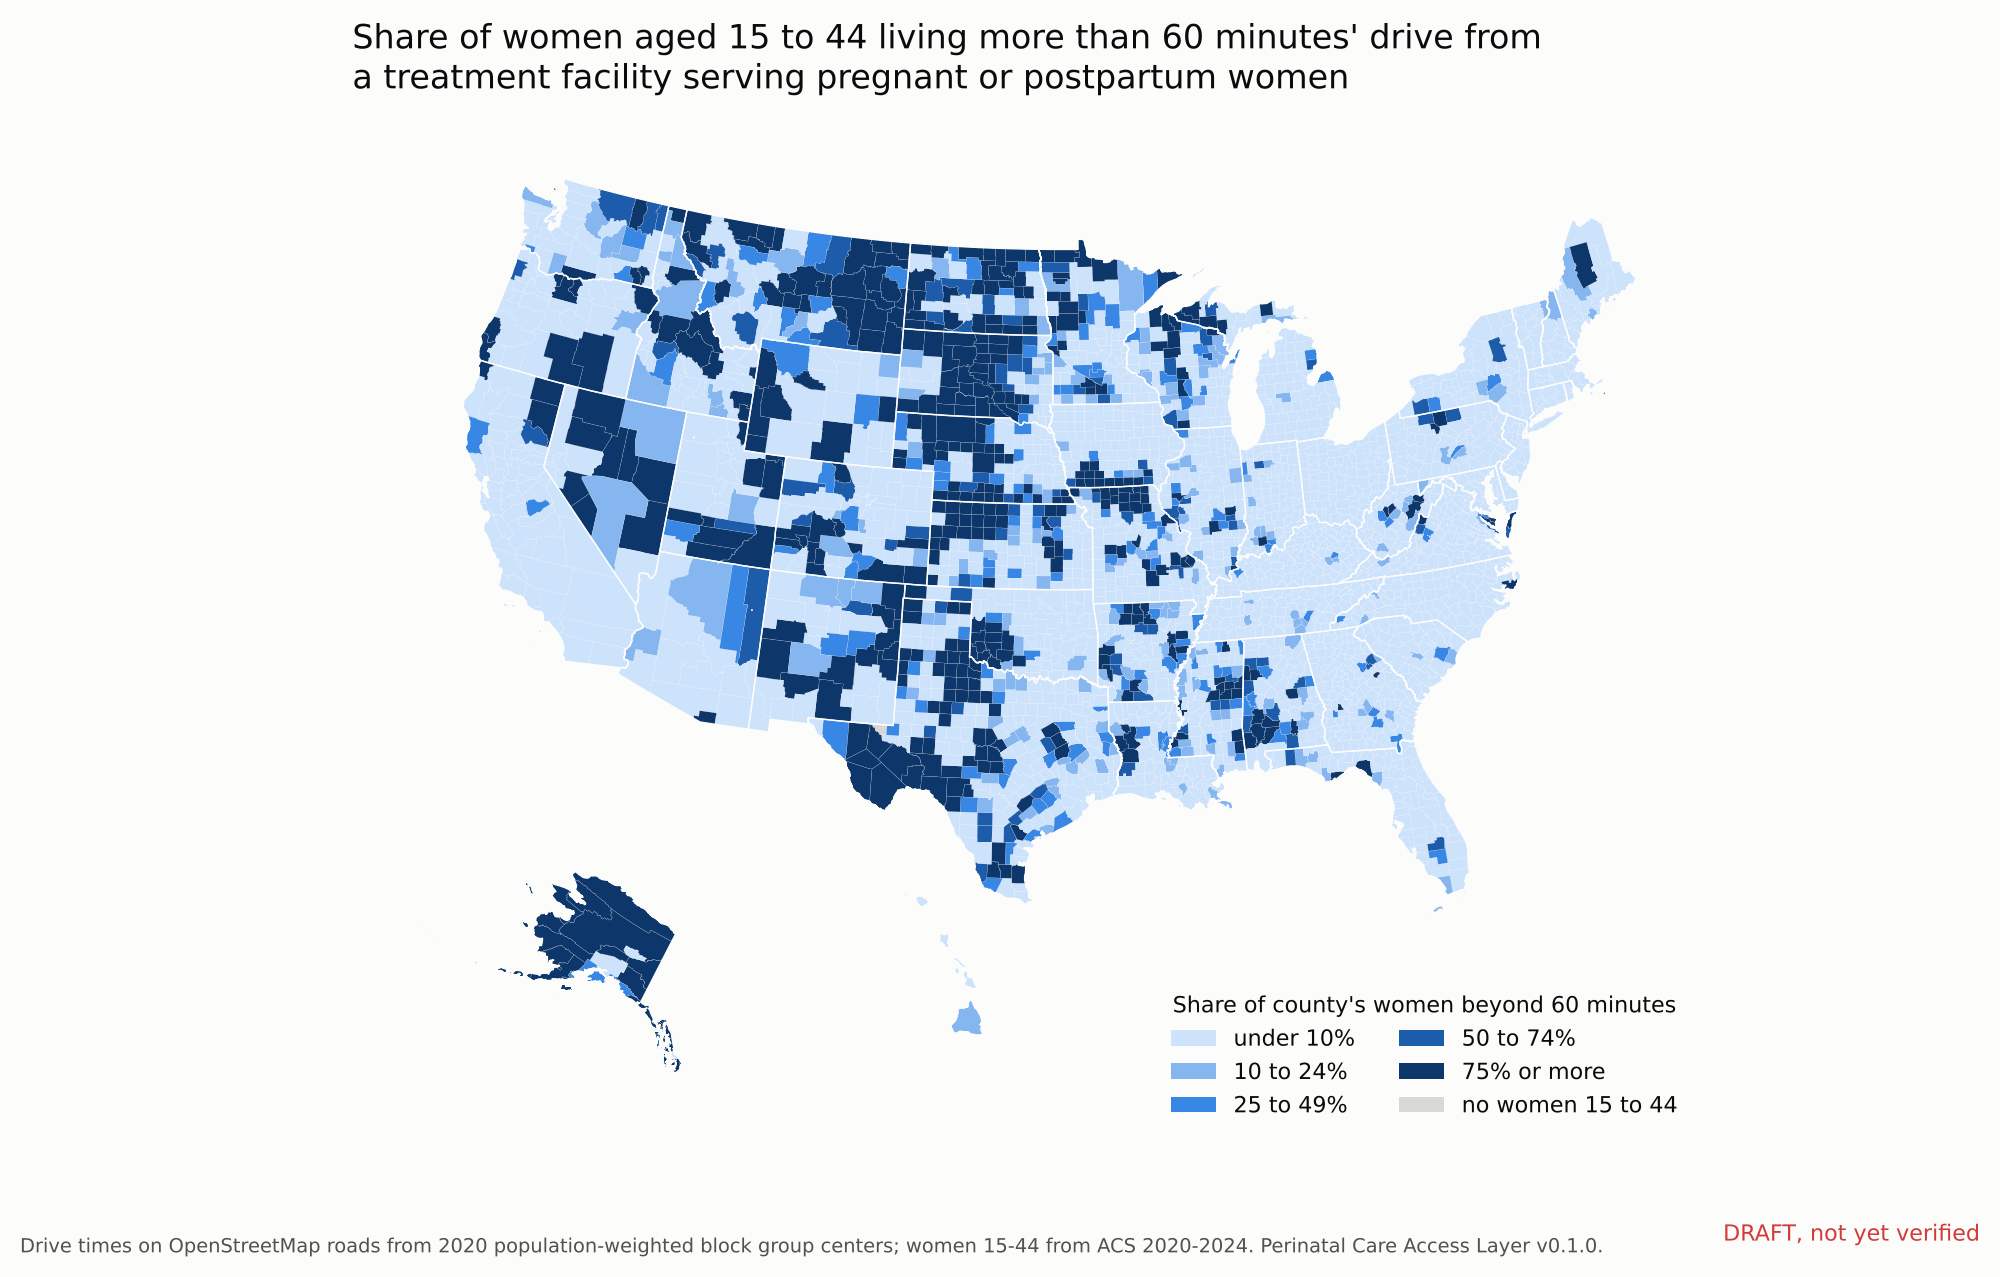 Share of women aged 15 to 44 living more than 60 minutes' drive from
a treatment facility serving pregnant or postpartum women
Share of county's women beyond 60 minutes
under 10%
10 to 24%
25 to 49%
50 to 74%
75% or more
no women 15 to 44
DRAFT, not yet verified
Drive times on OpenStreetMap roads from 2020 population-weighted block group centers; women 15-44 from ACS 2020-2024. Perinatal Care Access Layer v0.1.0.